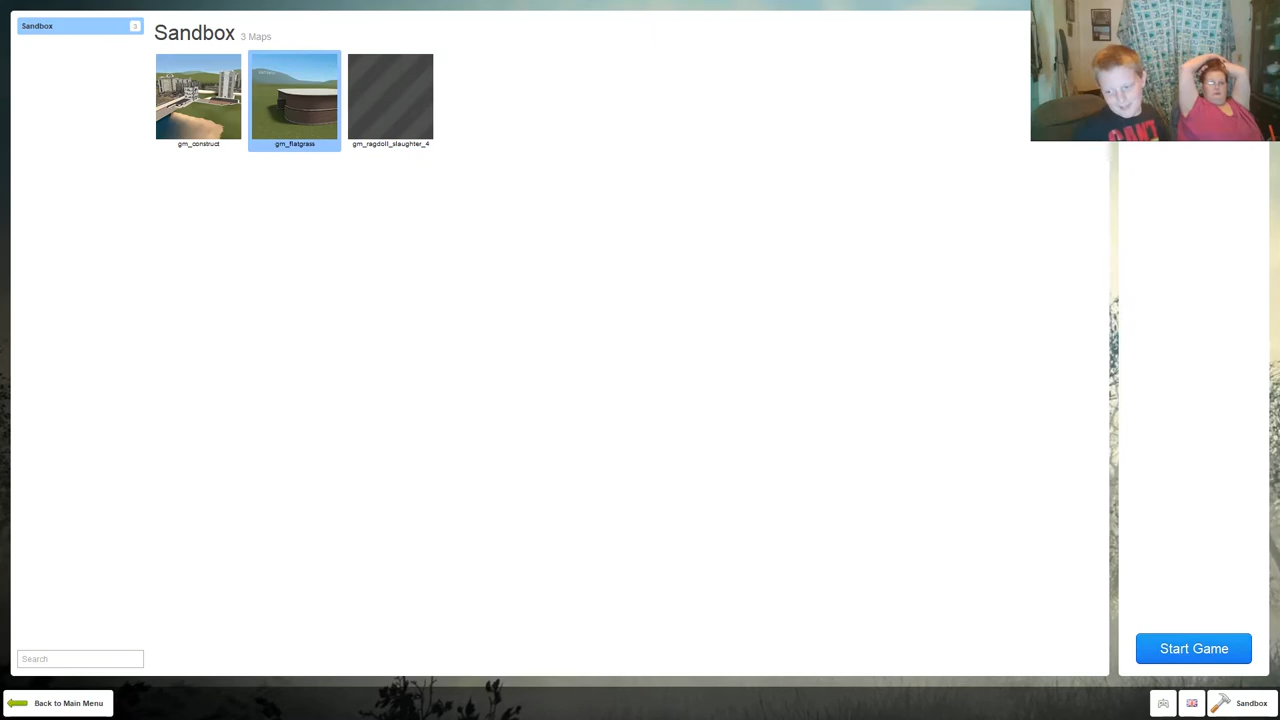 Sandbox 3
Sandbox 3 Maps
gm_construct
gm_flatgrass
gm_ragdoll_slaughter_4
Search
Start Game
Back to Main Menu
Sandbox